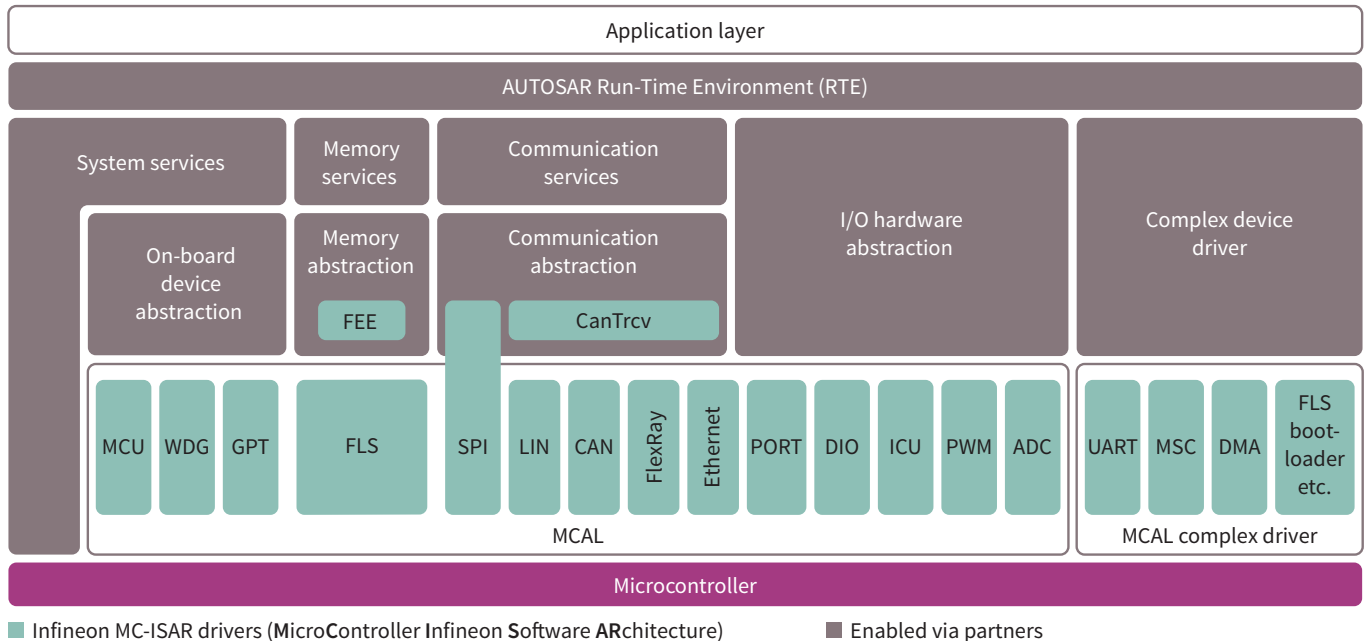 Application layer
AUTOSAR Run-Time Environment (RTE)
System services
Memory
services
Communication
services
I/O hardware
abstraction
Complex device
driver
On-board
device
abstraction
Memory
abstraction
FEE
Communication
abstraction
CanTrcv
MCU
WDG
GPT
FLS
SPI
LIN
CAN
FlexRay
Ethernet
PORT
DIO
ICU
PWM
ADC
MCAL
UART
MSC
DMA
FLS
boot-
loader
etc.
MCAL complex driver
Microcontroller
Infineon MC-ISAR drivers (MicroController Infineon Software ARchitecture)
Enabled via partners